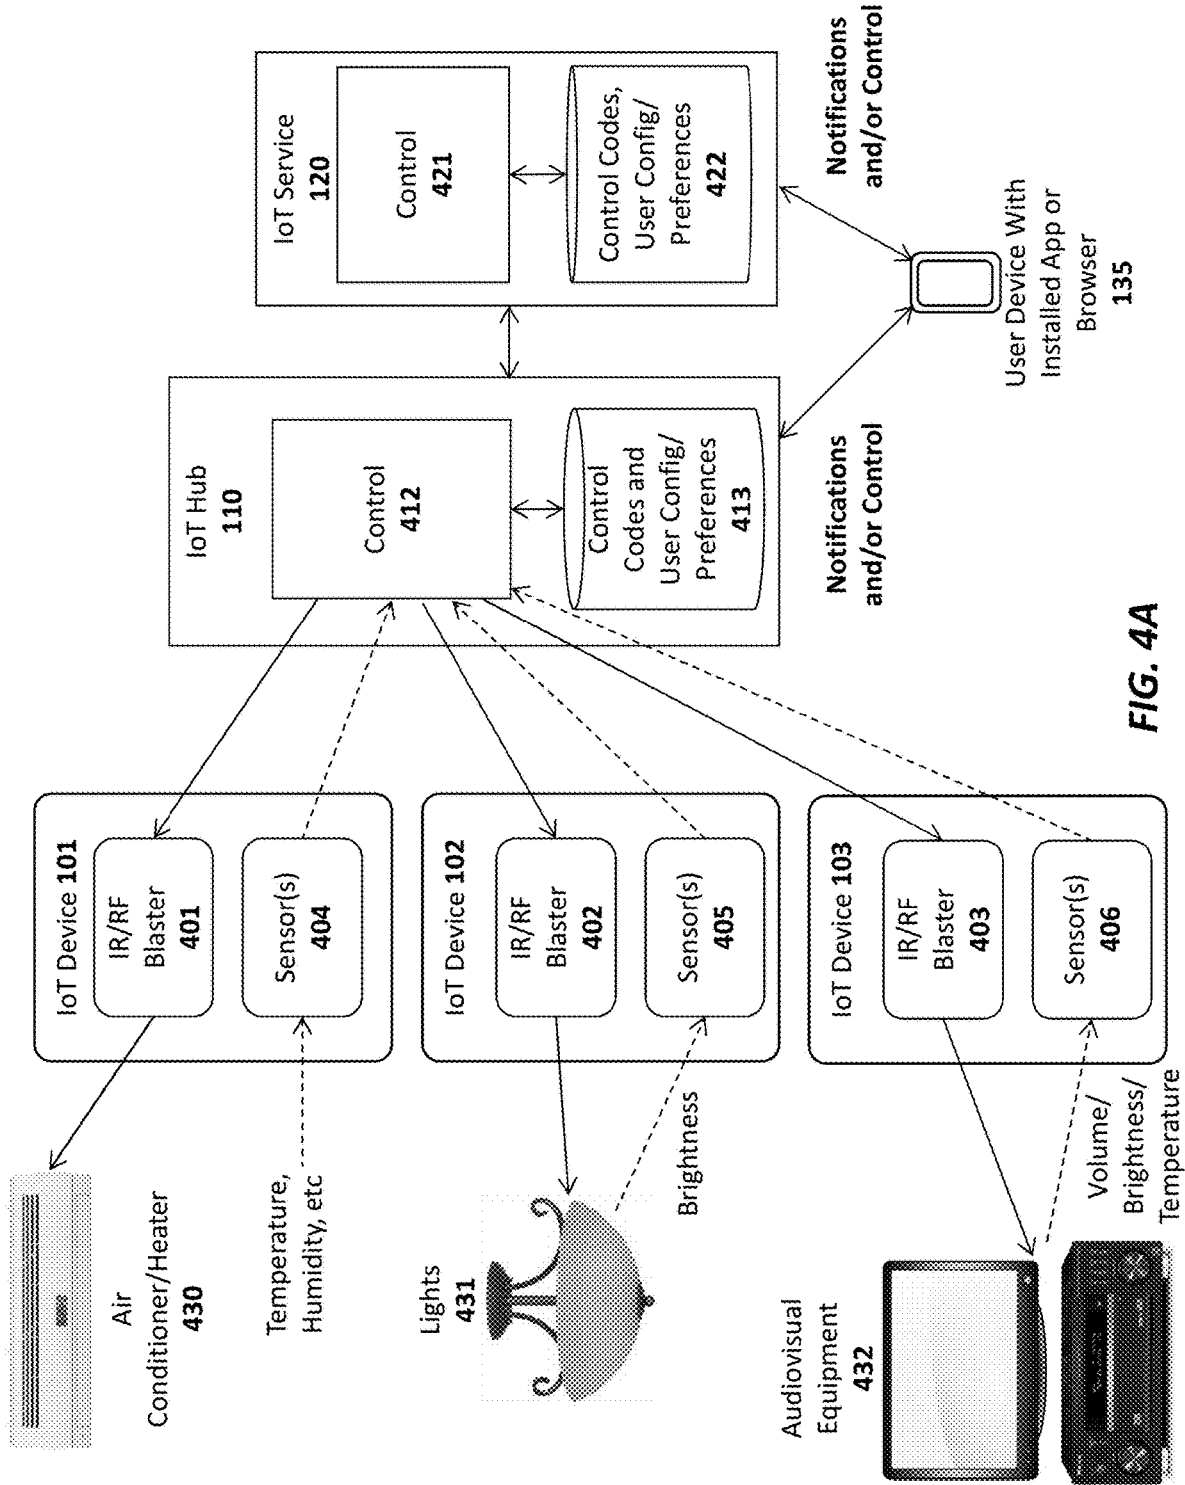 Air
Conditioner/Heater
430
Temperature,
Humidity, etc
Lights
431
Brightness
Audiovisual
Equipment
432
Volume/
Brightness/
Temperature
IoT Device 101
IR/RF
Blaster
401
Sensor(s)
404
IoT Device 102
IR/RF
Blaster
402
Sensor(s)
405
IoT Device 103
IR/RF
Blaster
403
Sensor(s)
406
IoT Hub
110
Control
412
Control
Codes and
User Config/
Preferences
413
Notifications
and/or Control
IoT Service
120
Control
421
Control Codes,
User Config/
Preferences
422
Notifications
and/or Control
User Device With
Installed App or
Browser
135
FIG. 4A